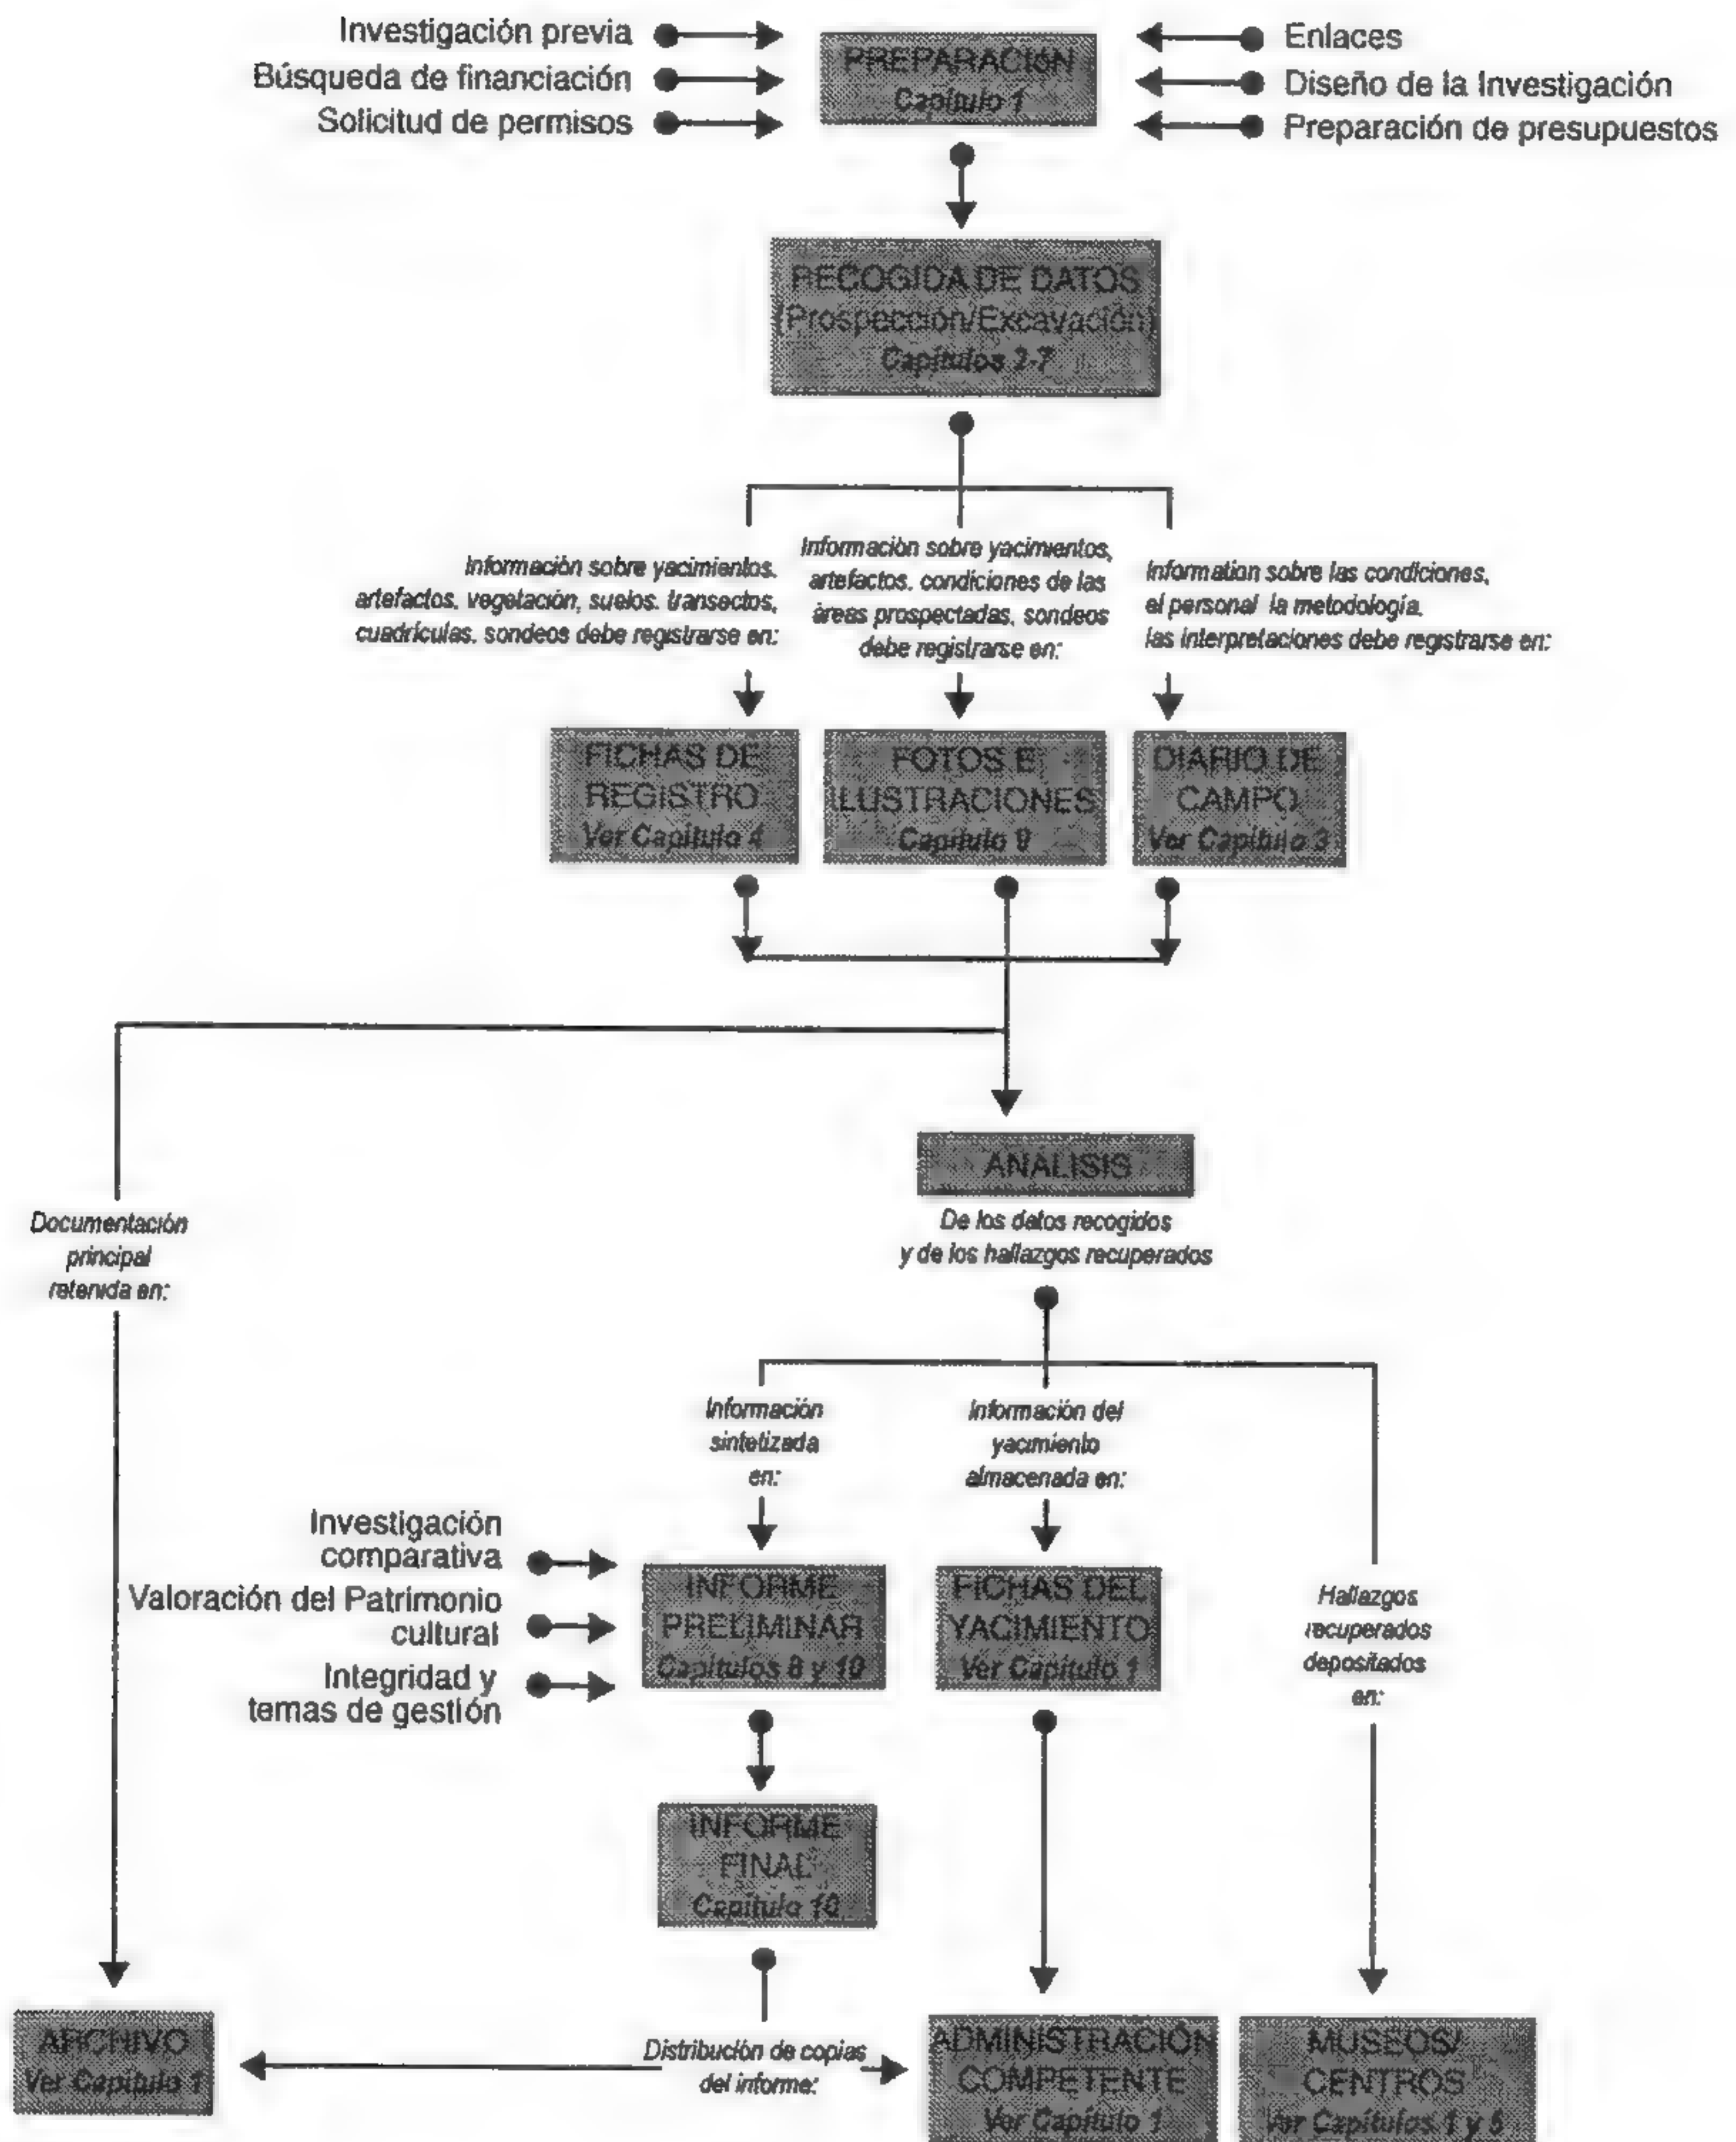 Investigación previa
Búsqueda de financiación
Solicitud de permisos
PREPARACIÓN
Capítulo 1
Enlaces
Diseño de la Investigación
Preparación de presupuestos
RECOGIDA DE DATOS
(Prospección/Excavación)
Capítulos 2-7
Información sobre yacimientos,
artefactos, vegetación, suelos, transectos,
cuadrículas, sondeos debe registrarse en:
Información sobre yacimientos,
artefactos, condiciones de las
áreas prospectadas, sondeos
debe registrarse en:
Information sobre las condiciones,
el personal la metodología,
las interpretaciones debe registrarse en:
FICHAS DE
REGISTRO
Ver Capítulo 4
FOTOS E
ILUSTRACIONES
Capítulo 9
DIARIO DE
CAMPO
Ver Capítulo 3
ANÁLISIS
De los datos recogidos
y de los hallazgos recuperados
Documentación
principal
retenida en:
Información
sintetizada
en:
Información del
yacimiento
almacenada en:
Hallazgos
recuperados
depositados
en:
Investigación
comparativa
Valoración del Patrimonio
cultural
Integridad y
temas de gestión
INFORME
PRELIMINAR
Capítulos 8 y 10
FICHAS DEL
YACIMIENTO
Ver Capítulo 1
INFORME
FINAL
Capítulo 10
ARCHIVO
Ver Capítulo 1
Distribución de copias
del informe:
ADMINISTRACIÓN
COMPETENTE
Ver Capítulo 1
MUSEOS/
CENTROS
Ver Capítulos 1 y 5